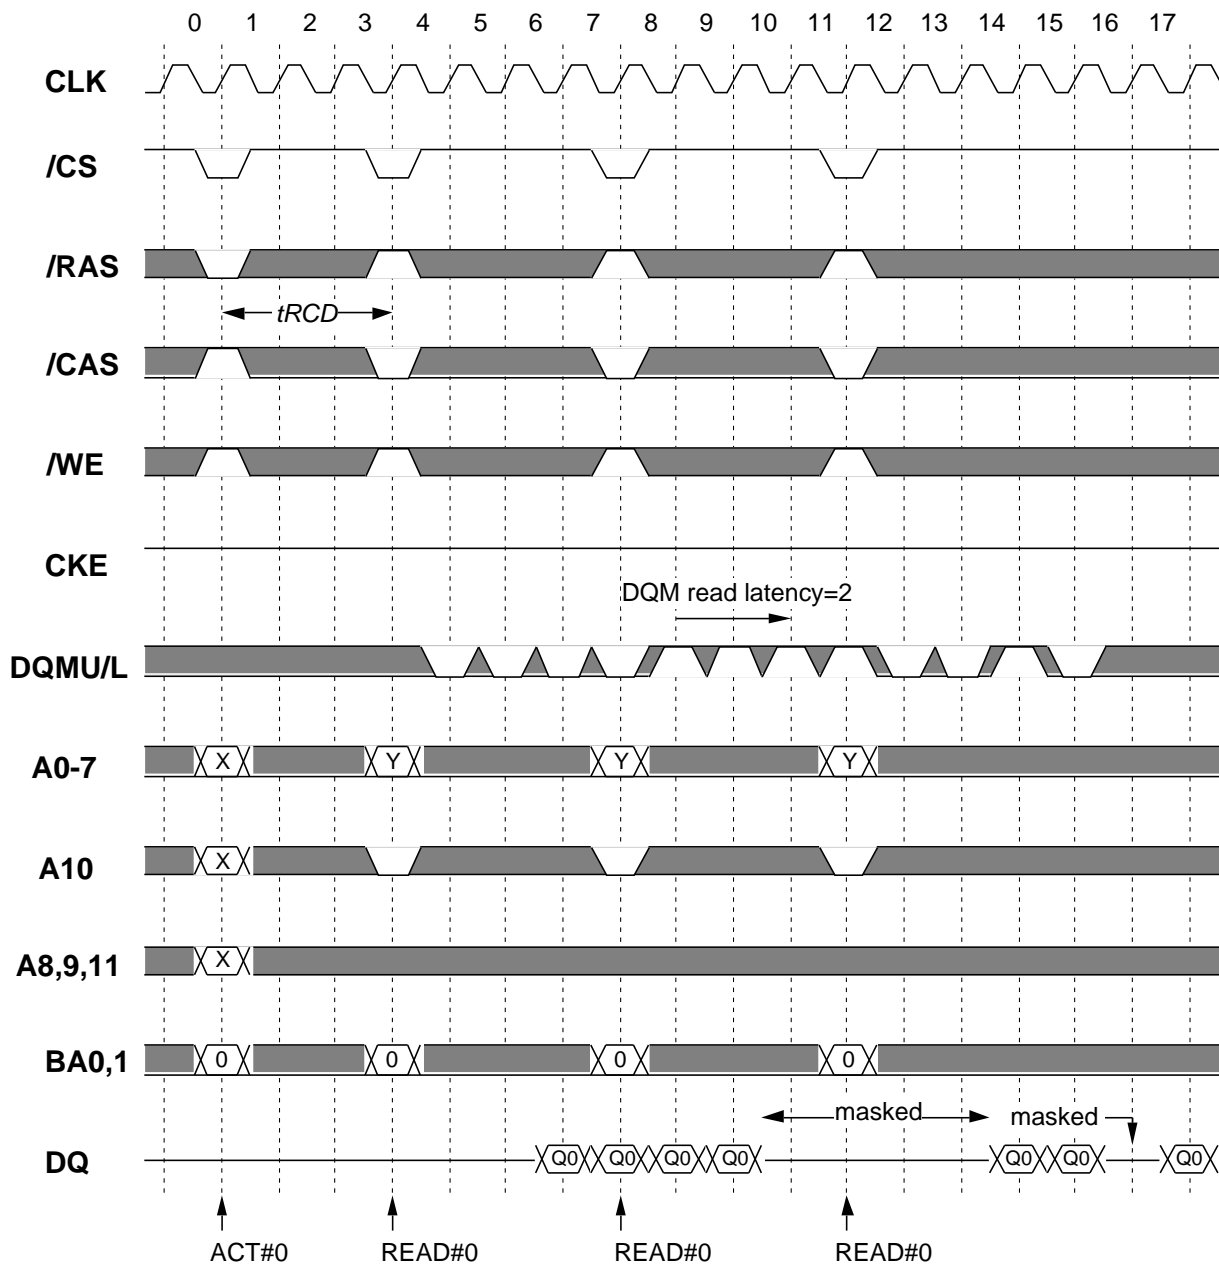 0 1 2 3 4 5 6 7 8 9 10 11 12 13 14 15 16 17
CLK
/CS
/RAS
tRCD
/CAS
/WE
CKE
DQM read latency=2
DQMU/L
A0-7 X Y Y Y
A10 X
A8,9,11 X
BA0,1 0 0 0 0
masked masked
DQ Q0 Q0 Q0 Q0 Q0 Q0 Q0
ACT#0 READ#0 READ#0 READ#0